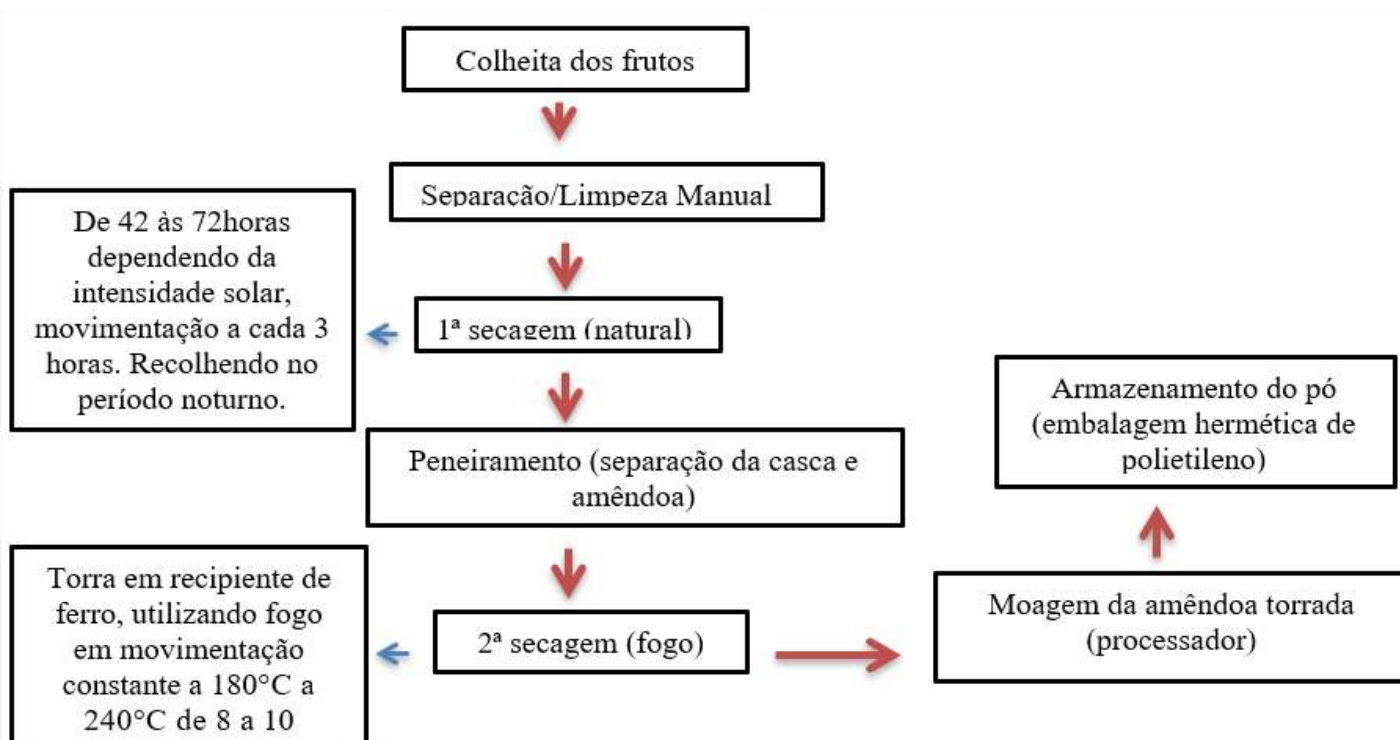 Colheita dos frutos
Separação/Limpeza Manual
De 42 às 72horas
dependendo da
intensidade solar,
movimentação a cada 3
horas. Recolhendo no
período noturno.
1ª secagem (natural)
Peneiramento (separação da casca e
amêndoa)
Torra em recipiente de
ferro, utilizando fogo
em movimentação
constante a 180°C a
240°C de 8 a 10
2ª secagem (fogo)
Moagem da amêndoa torrada
(processador)
Armazenamento do pó
(embalagem hermética de
polietileno)